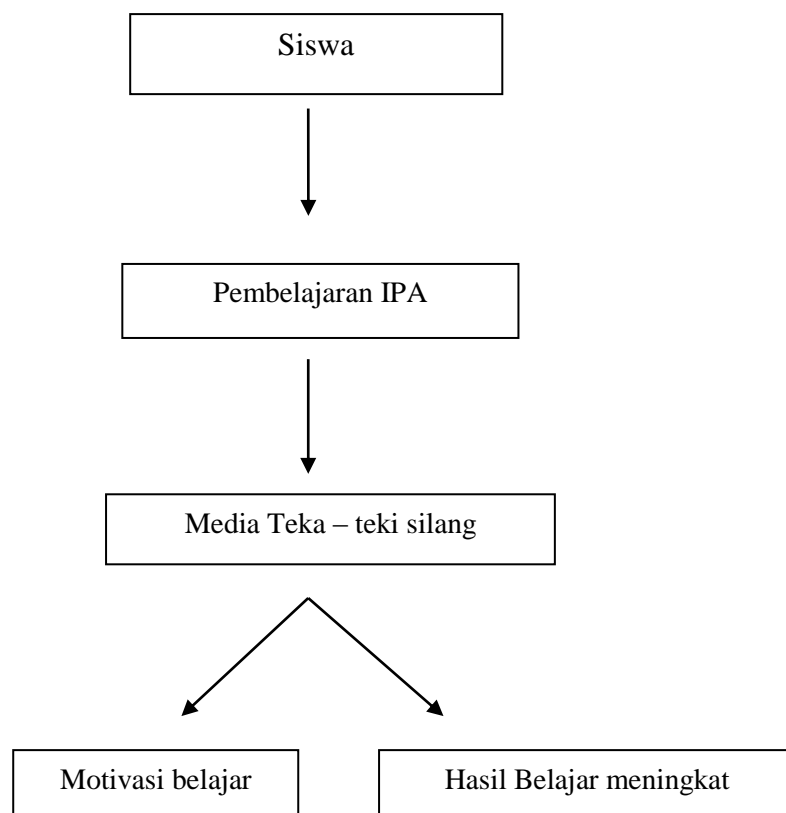 Siswa
Pembelajaran IPA
Media Teka – teki silang
Motivasi belajar
Hasil Belajar meningkat